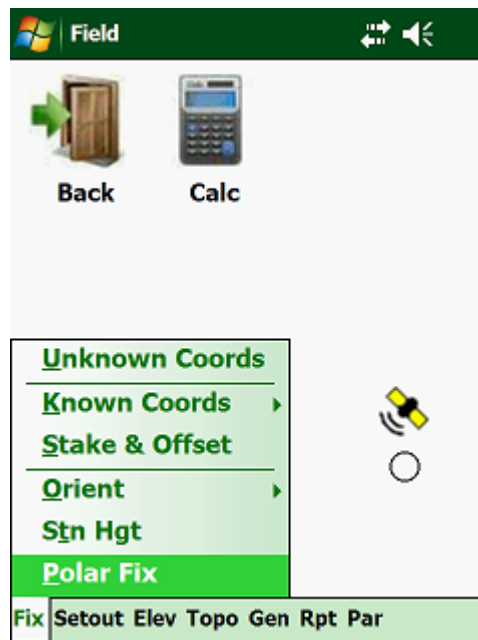 Field
Back Calc
Unknown Coords
Known Coords
Stake & Offset
Orient
Stn Hgt
Polar Fix
Fix Setout Elev Topo Gen Rpt Par